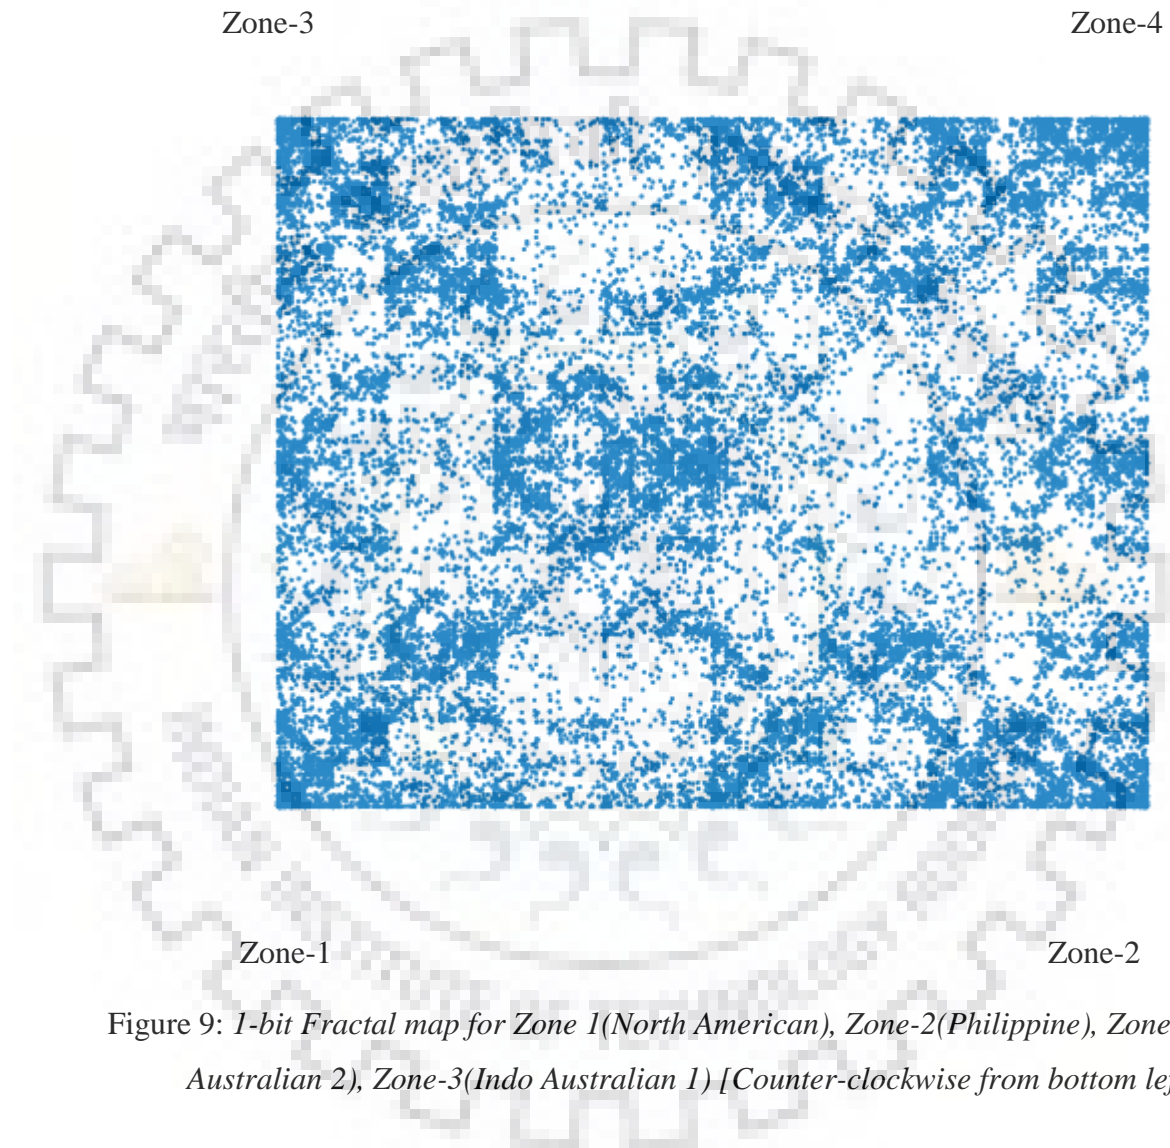 Zone-3 Zone-4
Zone-1 Zone-2
Figure 9: 1-bit Fractal map for Zone 1(North American), Zone-2(Philippine), Zone
Australian 2), Zone-3(Indo Australian 1) [Counter-clockwise from bottom